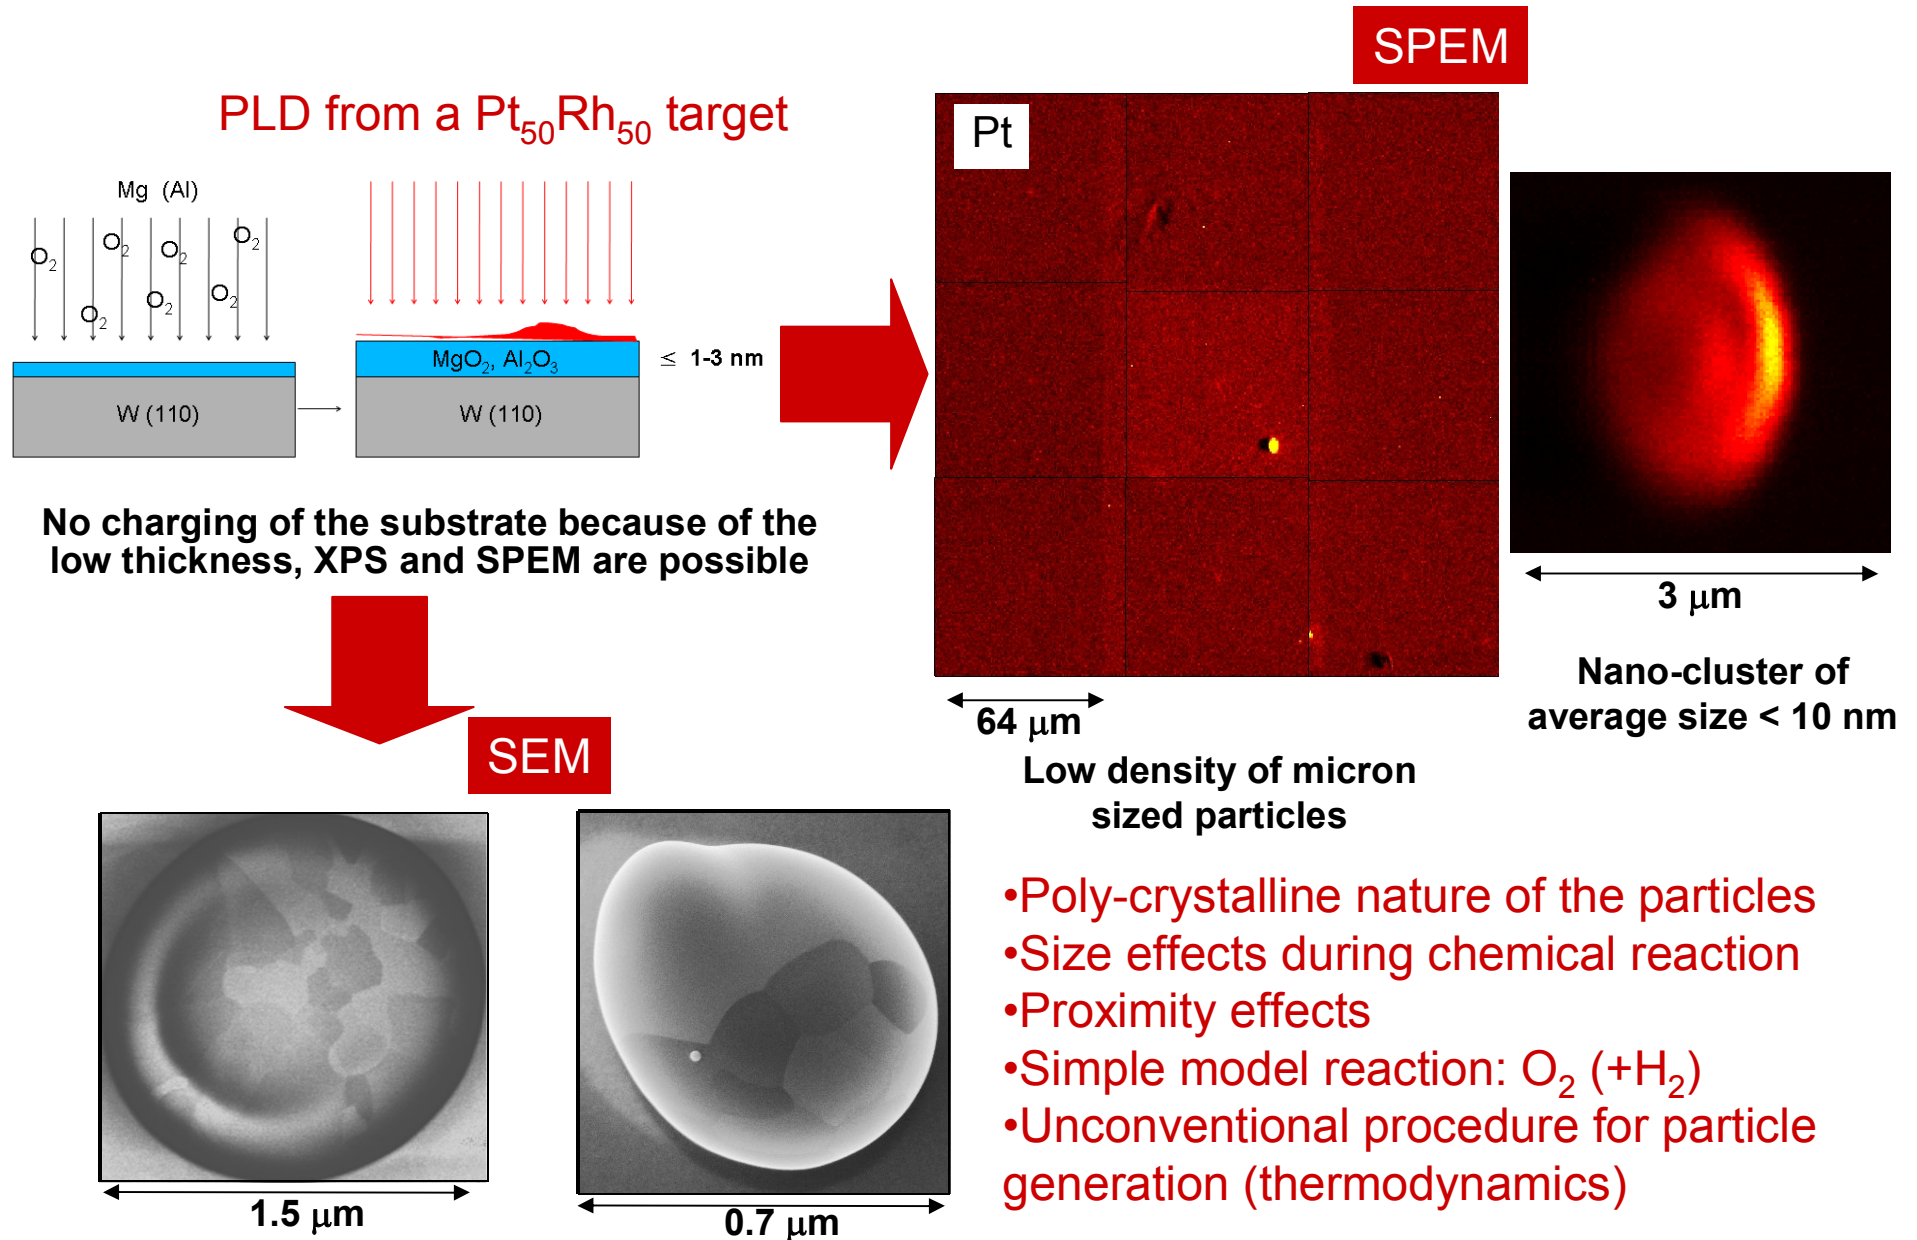 SPEM
PLD from a Pt₅₀Rh₅₀ target
Pt
Mg (Al)
O₂ O₂ O₂ O₂
O₂ O₂ O₂
W (110)
MgO₂, Al₂O₃
≤ 1-3 nm
W (110)
No charging of the substrate because of the
low thickness, XPS and SPEM are possible
3 μm
Nano-cluster of
average size < 10 nm
64 μm
Low density of micron
sized particles
SEM
1.5 μm
0.7 μm
•Poly-crystalline nature of the particles
•Size effects during chemical reaction
•Proximity effects
•Simple model reaction: O₂ (+H₂)
•Unconventional procedure for particle
generation (thermodynamics)